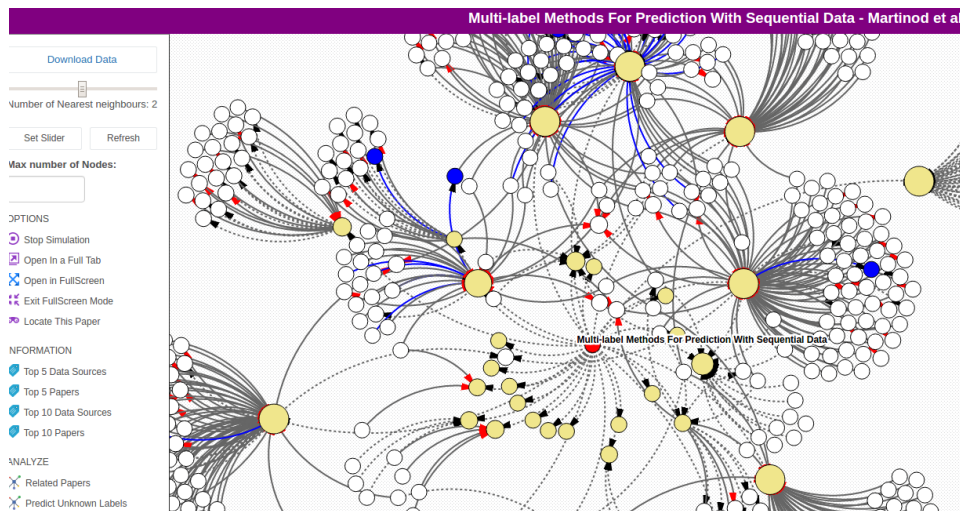 Multi-label Methods For Prediction With Sequential Data - Martinod et al
Download Data
Number of Nearest neighbours: 2
Set Slider
Refresh
Max number of Nodes:
OPTIONS
Stop Simulation
Open In a Full Tab
Open in FullScreen
Exit FullScreen Mode
Locate This Paper
INFORMATION
Top 5 Data Sources
Top 5 Papers
Top 10 Data Sources
Top 10 Papers
ANALYZE
Related Papers
Predict Unknown Labels
Multi-label Methods For Prediction With Sequential Data